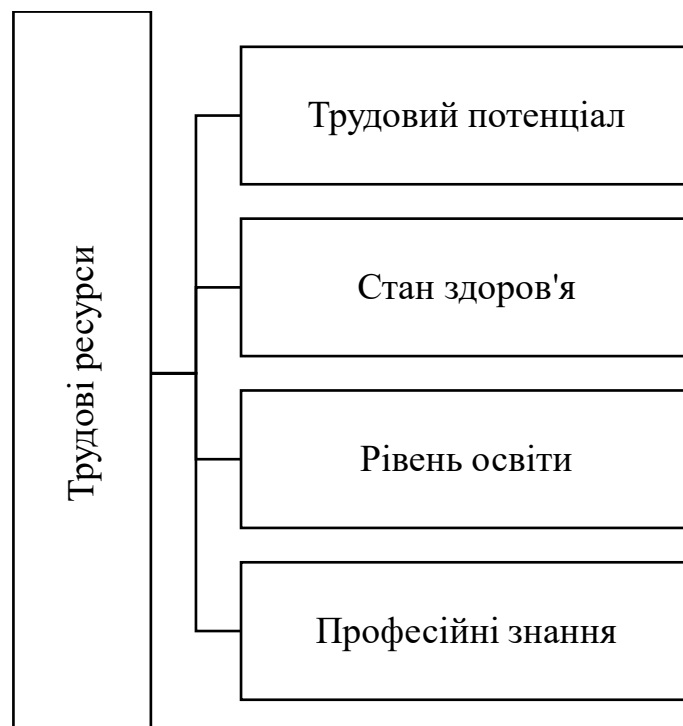 Трудові ресурси
Трудовий потенціал
Стан здоров'я
Рівень освіти
Професійні знання